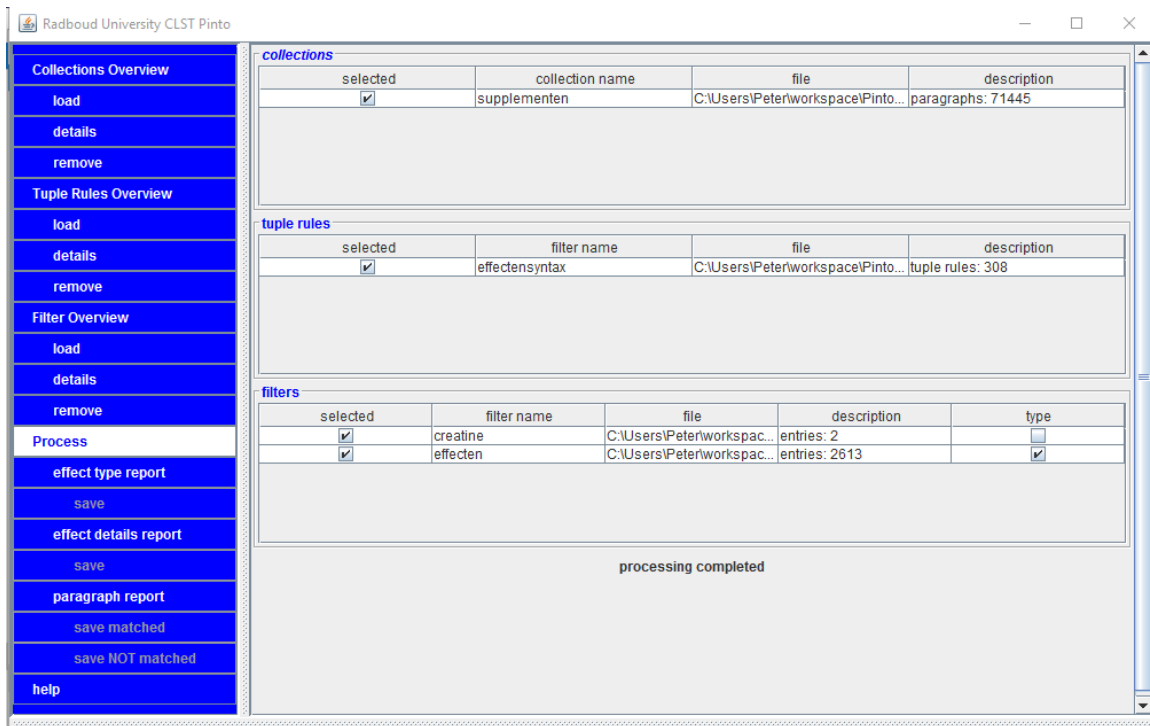 Radboud University CLST Pinto
Collections Overview
load
details
remove
Tuple Rules Overview
load
details
remove
Filter Overview
load
details
remove
Process
effect type report
save
effect details report
save
paragraph report
save matched
save NOT matched
help
collections
selected collection name file description
supplementen C:\Users\Peter\workspace\Pinto... paragraphs: 71445
tuple rules
selected filter name file description
effectensyntax C:\Users\Peter\workspace\Pinto... tuple rules: 308
filters
selected filter name file description type
creatine C:\Users\Peter\workspac... entries: 2
effecten C:\Users\Peter\workspac... entries: 2613
processing completed